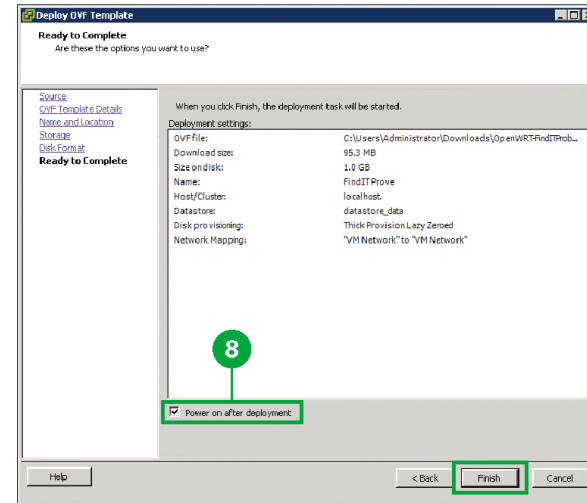 Deploy OVF Template
Ready to Complete
Are these the options you want to use?
Source
OVF Template Details
Name and Location
Storage
Disk Format
Ready to Complete
When you click Finish, the deployment task will be started.
Deployment settings:
OVF file: C:\Users\Administrator\Downloads\OpenWRT-FindITProb...
Download size: 95.3 MB
Size on disk: 1.0 GB
Name: FindIT Prove
Host/Cluster: localhost.
Datastore: datastore_data
Disk provisioning: Thick Provision Lazy Zeroed
Network Mapping: "VM Network" to "VM Network"
8
Power on after deployment
Help
< Back
Finish
Cancel